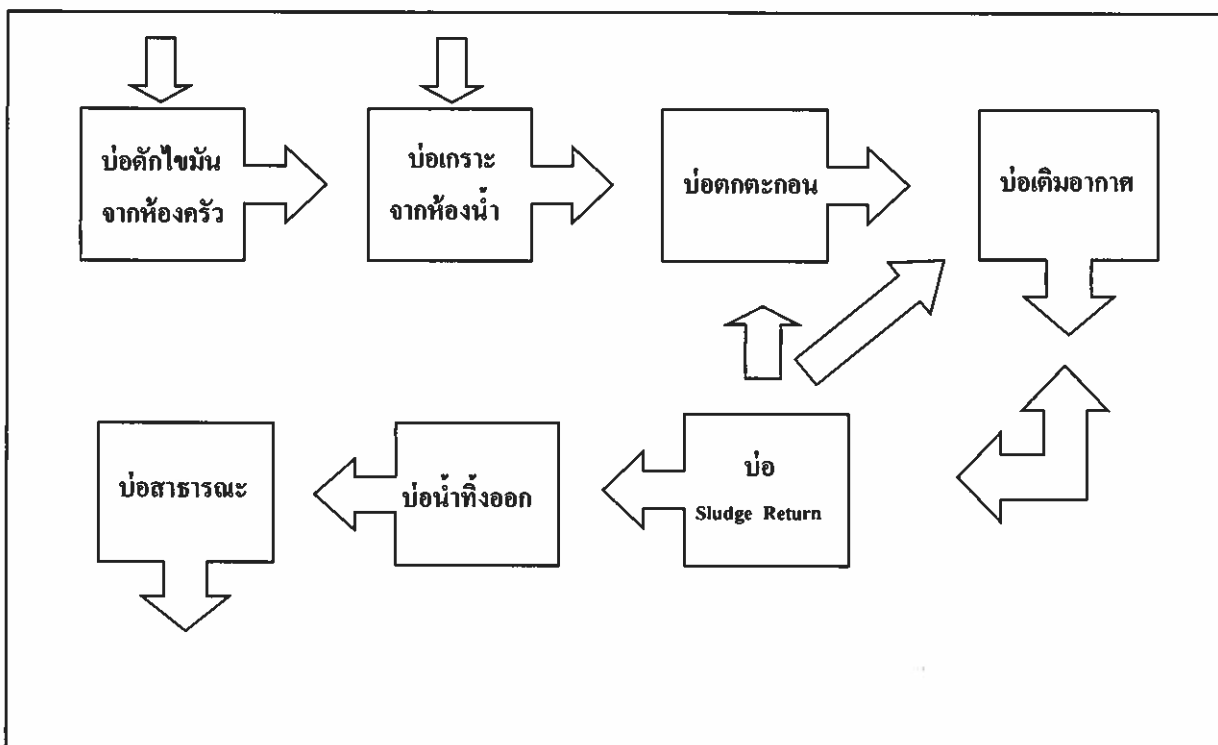 บ่อดักไขมัน
จากห้องครัว
บ่อเกราะ
จากห้องน้ำ
บ่อตกตะกอน
บ่อเติมอากาศ
บ่อสาธารณะ
บ่อน้ำทิ้งออก
บ่อ
Sludge Return